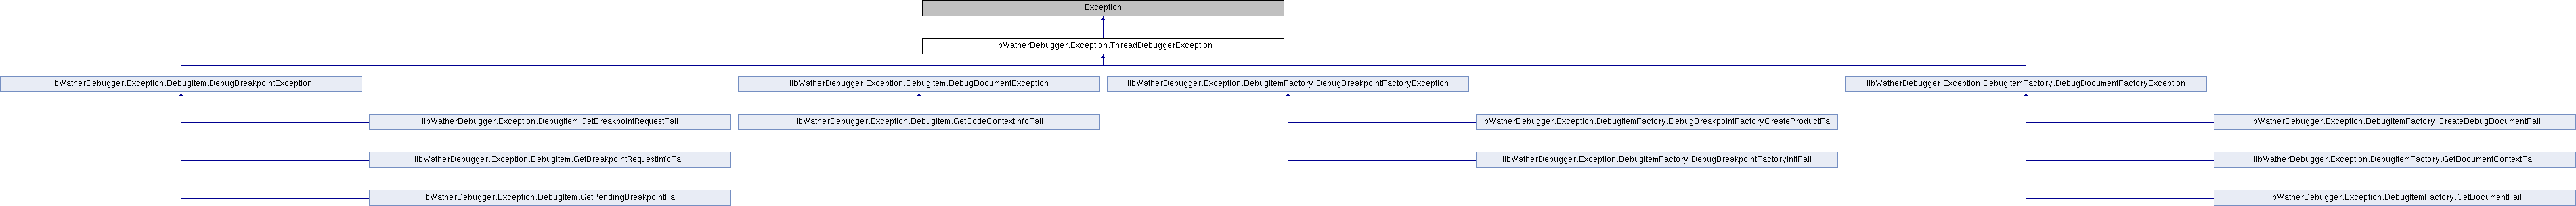 Exception
libWatherDebugger.Exception.ThreadDebuggerException
libWatherDebugger.Exception.DebugItem.DebugBreakpointException
libWatherDebugger.Exception.DebugItem.DebugDocumentException
libWatherDebugger.Exception.DebugItemFactory.DebugBreakpointFactoryException
libWatherDebugger.Exception.DebugItemFactory.DebugDocumentFactoryException
libWatherDebugger.Exception.DebugItem.GetBreakpointRequestFail
libWatherDebugger.Exception.DebugItem.GetCodeContextInfoFail
libWatherDebugger.Exception.DebugItemFactory.DebugBreakpointFactoryCreateProductFail
libWatherDebugger.Exception.DebugItemFactory.CreateDebugDocumentFail
libWatherDebugger.Exception.DebugItem.GetBreakpointRequestInfoFail
libWatherDebugger.Exception.DebugItemFactory.DebugBreakpointFactoryInitFail
libWatherDebugger.Exception.DebugItemFactory.GetDocumentContextFail
libWatherDebugger.Exception.DebugItem.GetPendingBreakpointFail
libWatherDebugger.Exception.DebugItemFactory.GetDocumentFail